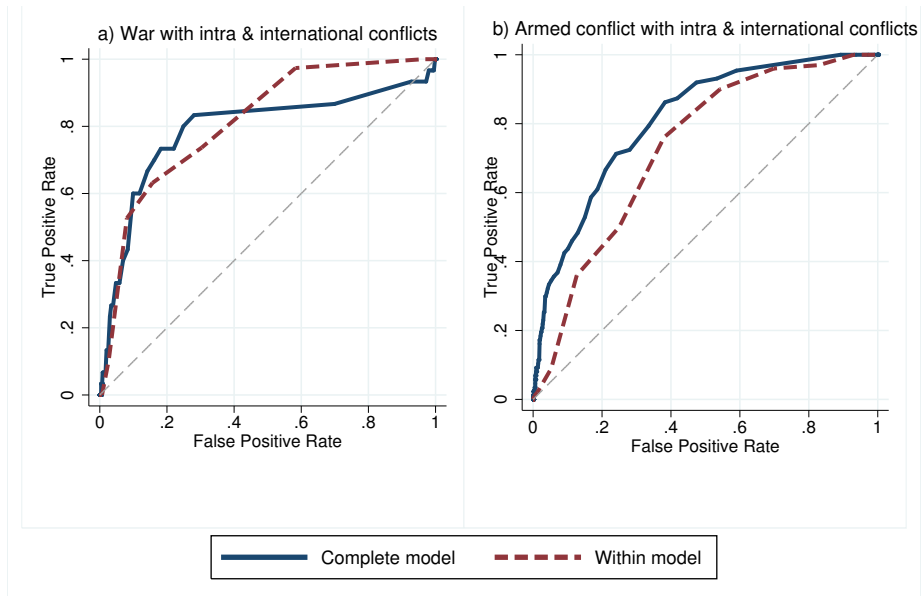 a) War with intra & international conflicts
True Positive Rate
1
.8
.6
.4
.2
0
0 .2 .4 .6 .8 1
False Positive Rate
b) Armed conflict with intra & international conflicts
True Positive Rate
1
.8
.6
.4
.2
0
0 .2 .4 .6 .8 1
False Positive Rate
Complete model Within model